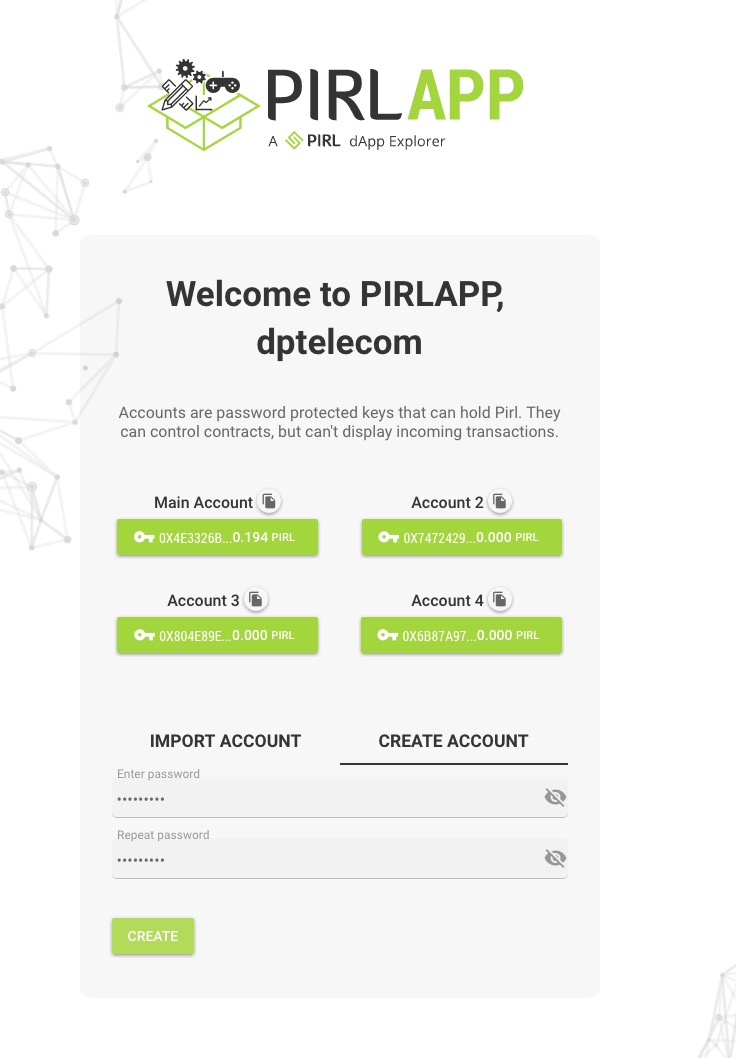 PIRLAPP
A PIRL dApp Explorer
Welcome to PIRLAPP,
dptelecom
Accounts are password protected keys that can hold Pirl. They
can control contracts, but can't display incoming transactions.
Main Account
0X4E3326B...0.194 PIRL
Account 2
0X7472429...0.000 PIRL
Account 3
0X804E89E...0.000 PIRL
Account 4
0X6B87A97...0.000 PIRL
IMPORT ACCOUNT
CREATE ACCOUNT
Enter password
•••••••••
Repeat password
•••••••••
CREATE